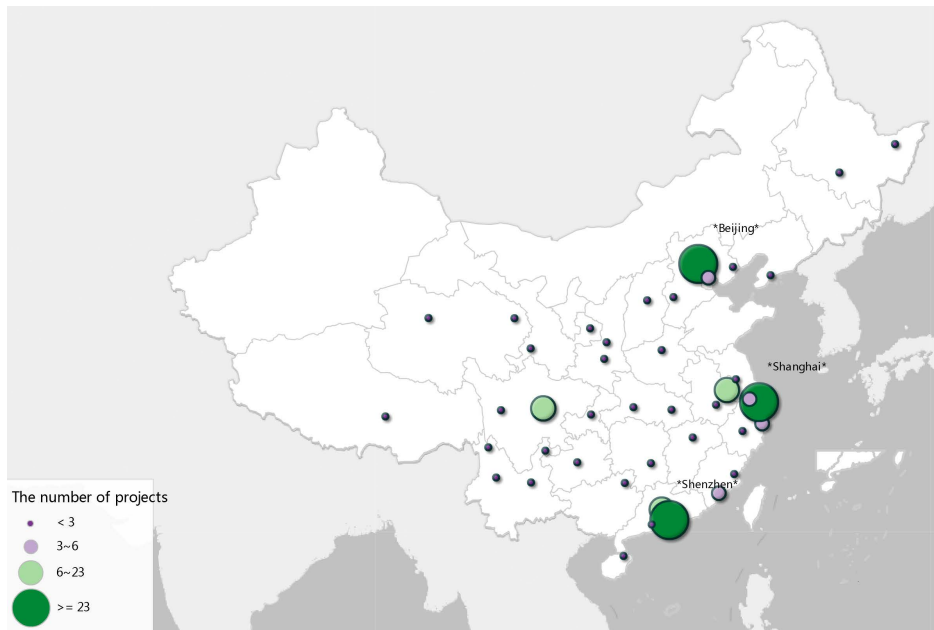 *Beijing*
*Shanghai*
*Shenzhen*
The number of projects
< 3
3~6
6~23
>= 23